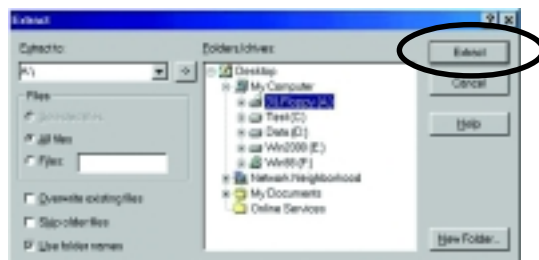 Extract
Extract to:
A:\
Files
Selected files
All files
Files:
Overwrite existing files
Skip older files
Use folder names
Folders/drives:
Desktop
My Computer
3½ Floppy (A:)
(C:)
Data (D:)
Win2000 (E:)
Win98 (F:)
Network Neighborhood
My Documents
Online Services
Extract
Cancel
Help
New Folder...